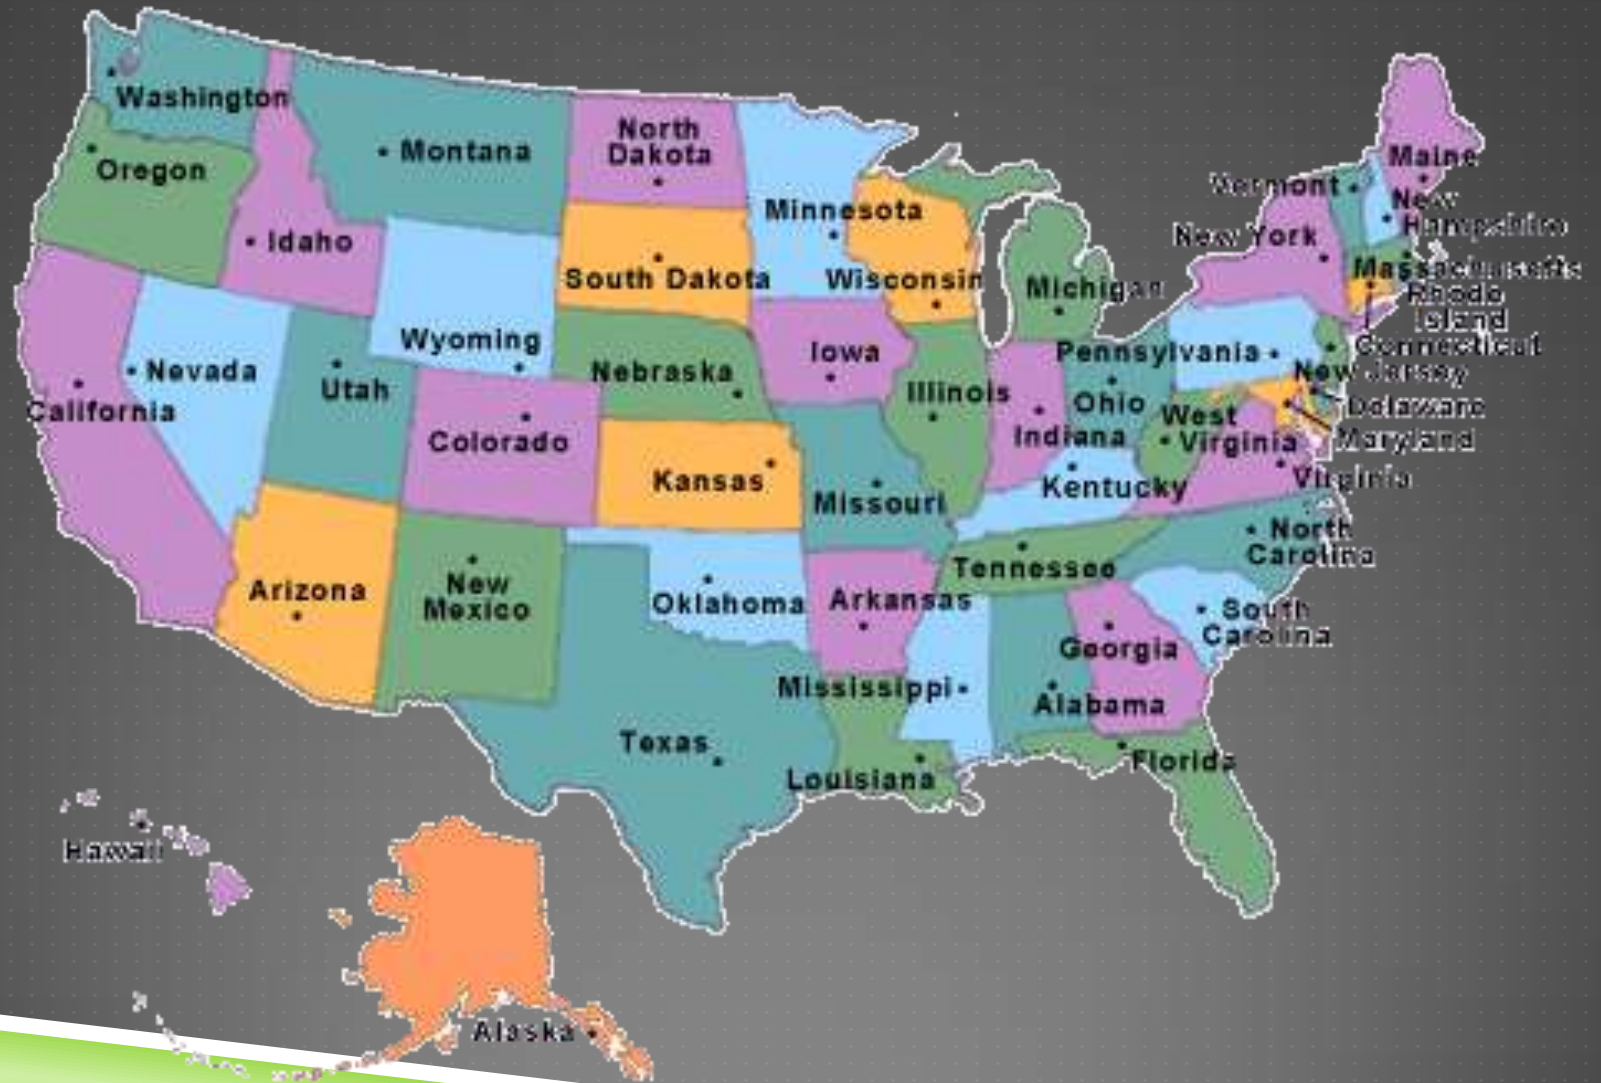 Washington
Montana
North
Dakota
Maine
Oregon
Vermont
New
Hampshire
Minnesota
Idaho
New York
South Dakota
Wisconsin
Massachusetts
Michigan
Rhode
Island
Wyoming
Connecticut
Iowa
Pennsylvania
Nevada
Nebraska
New Jersey
Utah
Illinois
Ohio
Delaware
California
West
Virginia
Colorado
Indiana
Maryland
Kansas
Kentucky
Virginia
Missouri
North
Carolina
Tennessee
Arizona
New
Mexico
Oklahoma
Arkansas
South
Carolina
Georgia
Mississippi
Alabama
Texas
Florida
Louisiana
Hawaii
Alaska